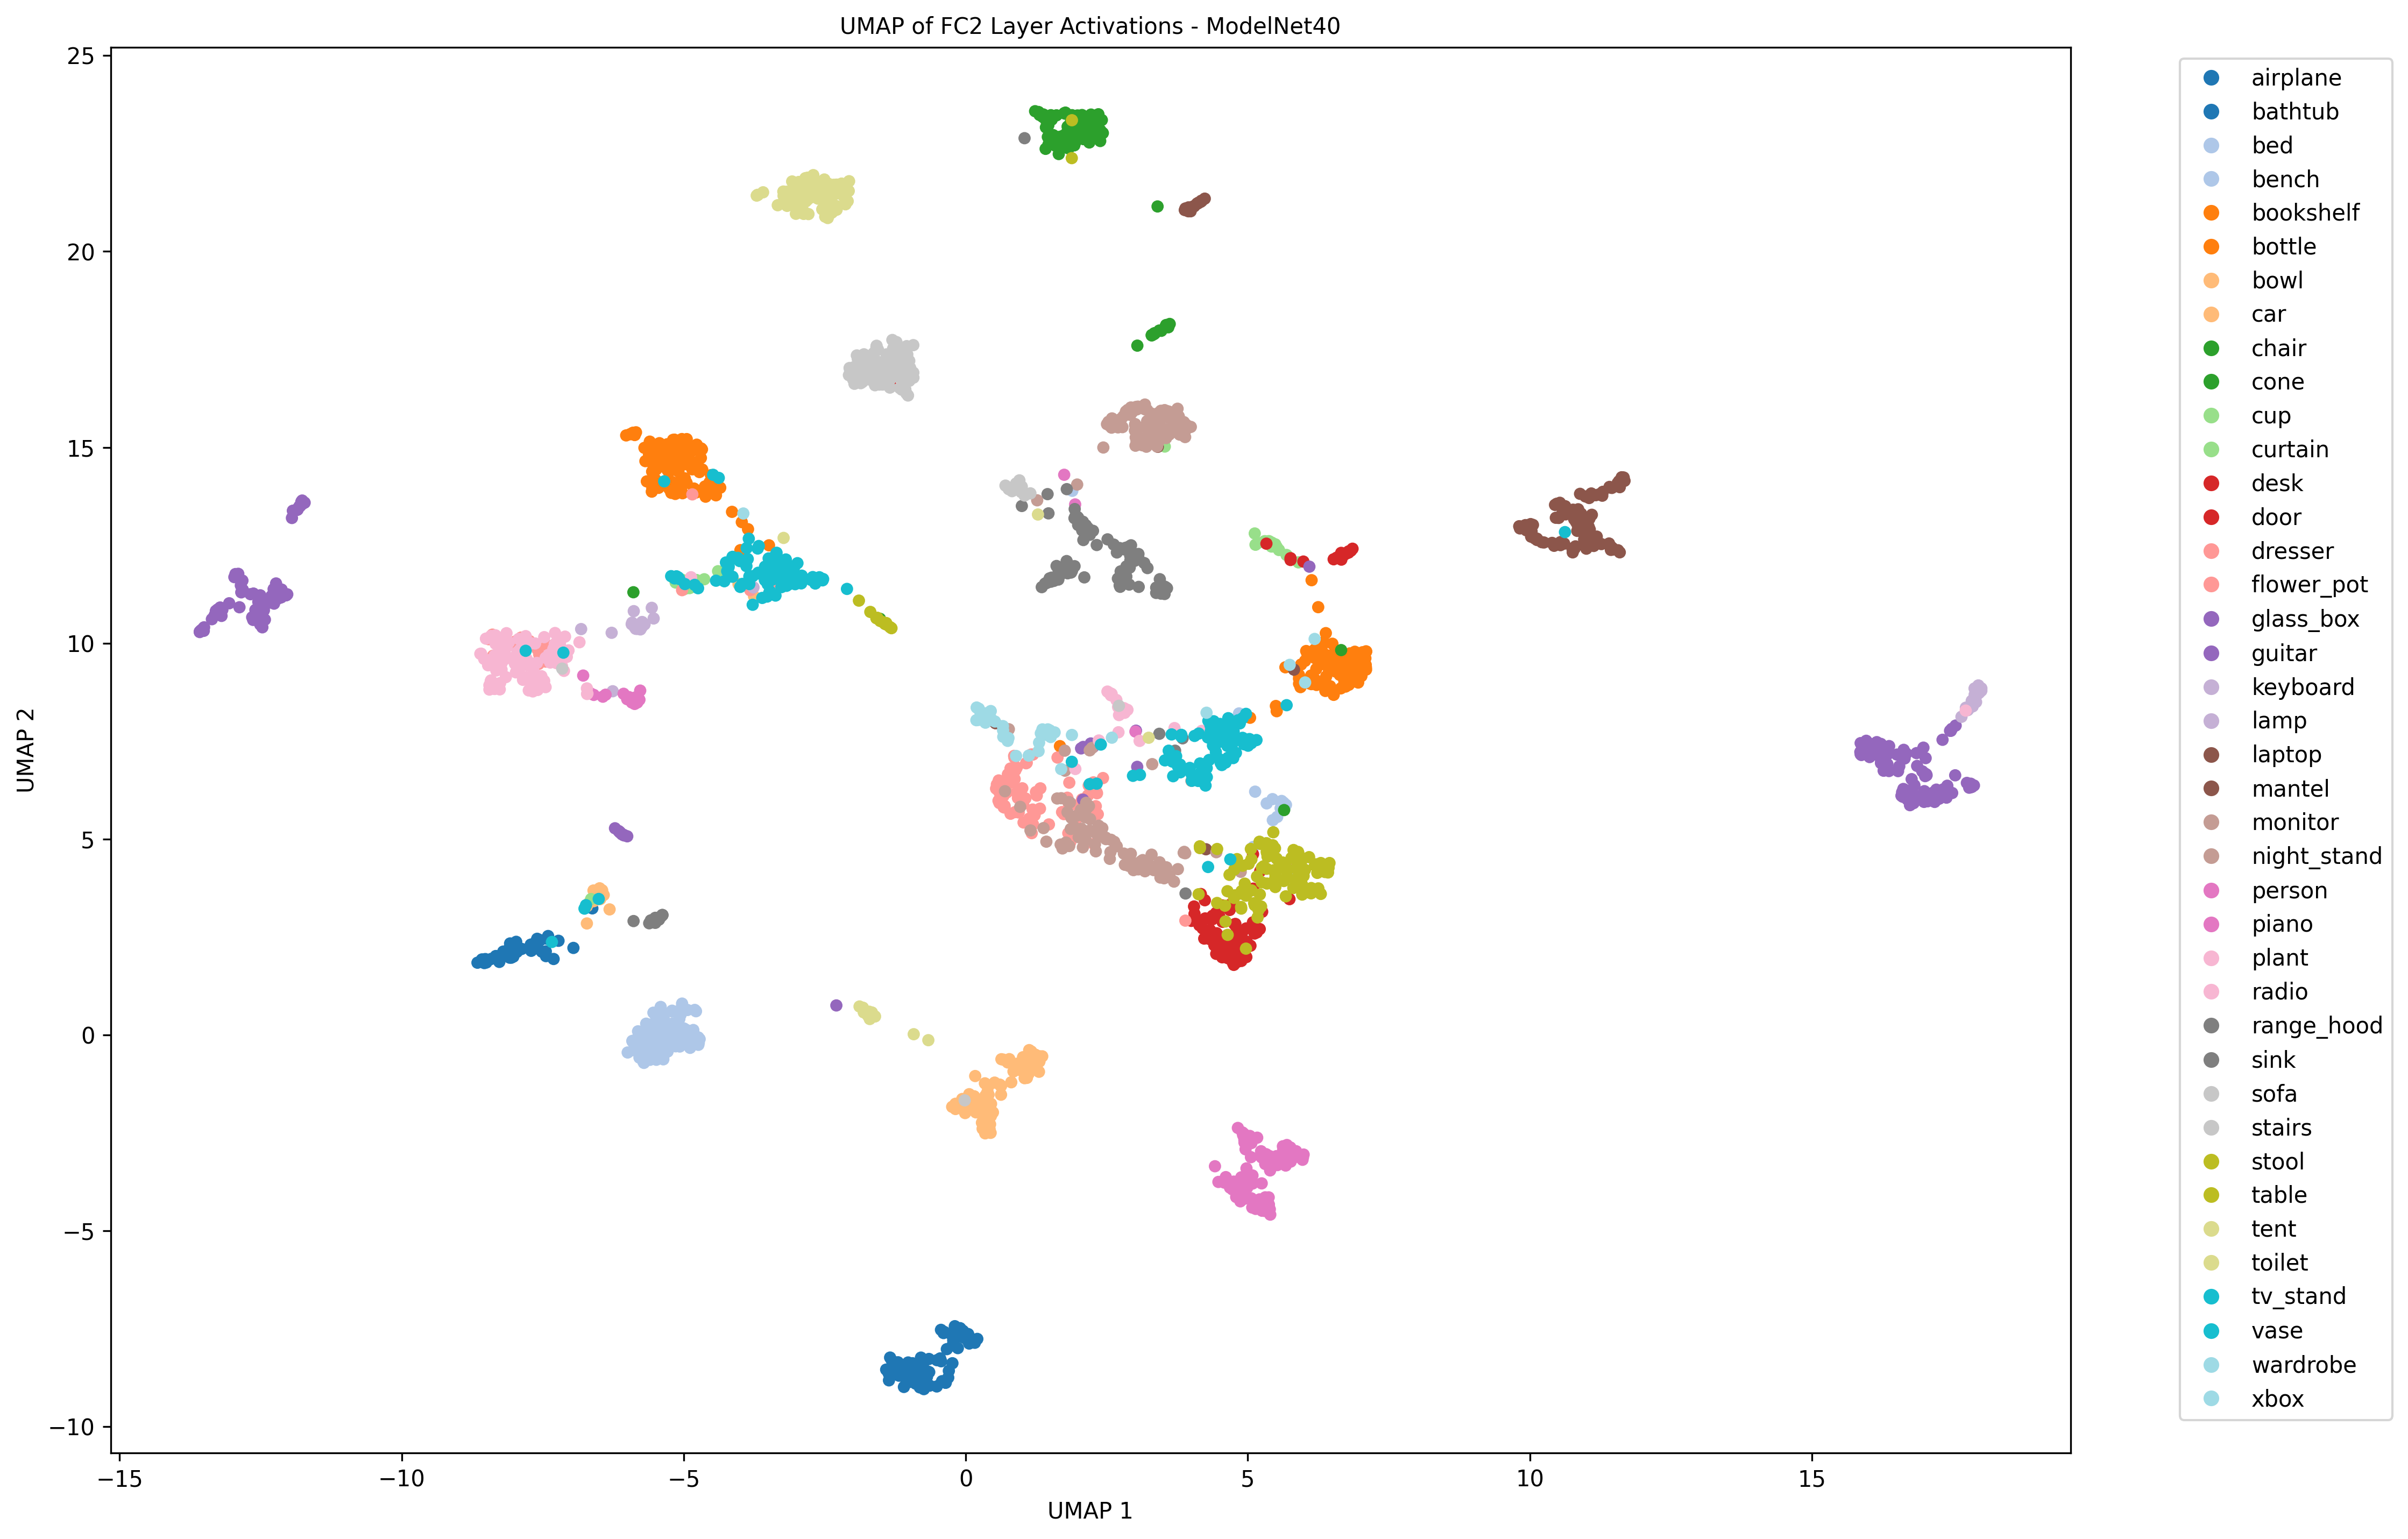 UMAP of FC2 Layer Activations - ModelNet40
25
20
15
10
5
0
−5
−10
UMAP 2
−15
−10
−5
0
5
10
15
UMAP 1
airplane
bathtub
bed
bench
bookshelf
bottle
bowl
car
chair
cone
cup
curtain
desk
door
dresser
flower_pot
glass_box
guitar
keyboard
lamp
laptop
mantel
monitor
night_stand
person
piano
plant
radio
range_hood
sink
sofa
stairs
stool
table
tent
toilet
tv_stand
vase
wardrobe
xbox